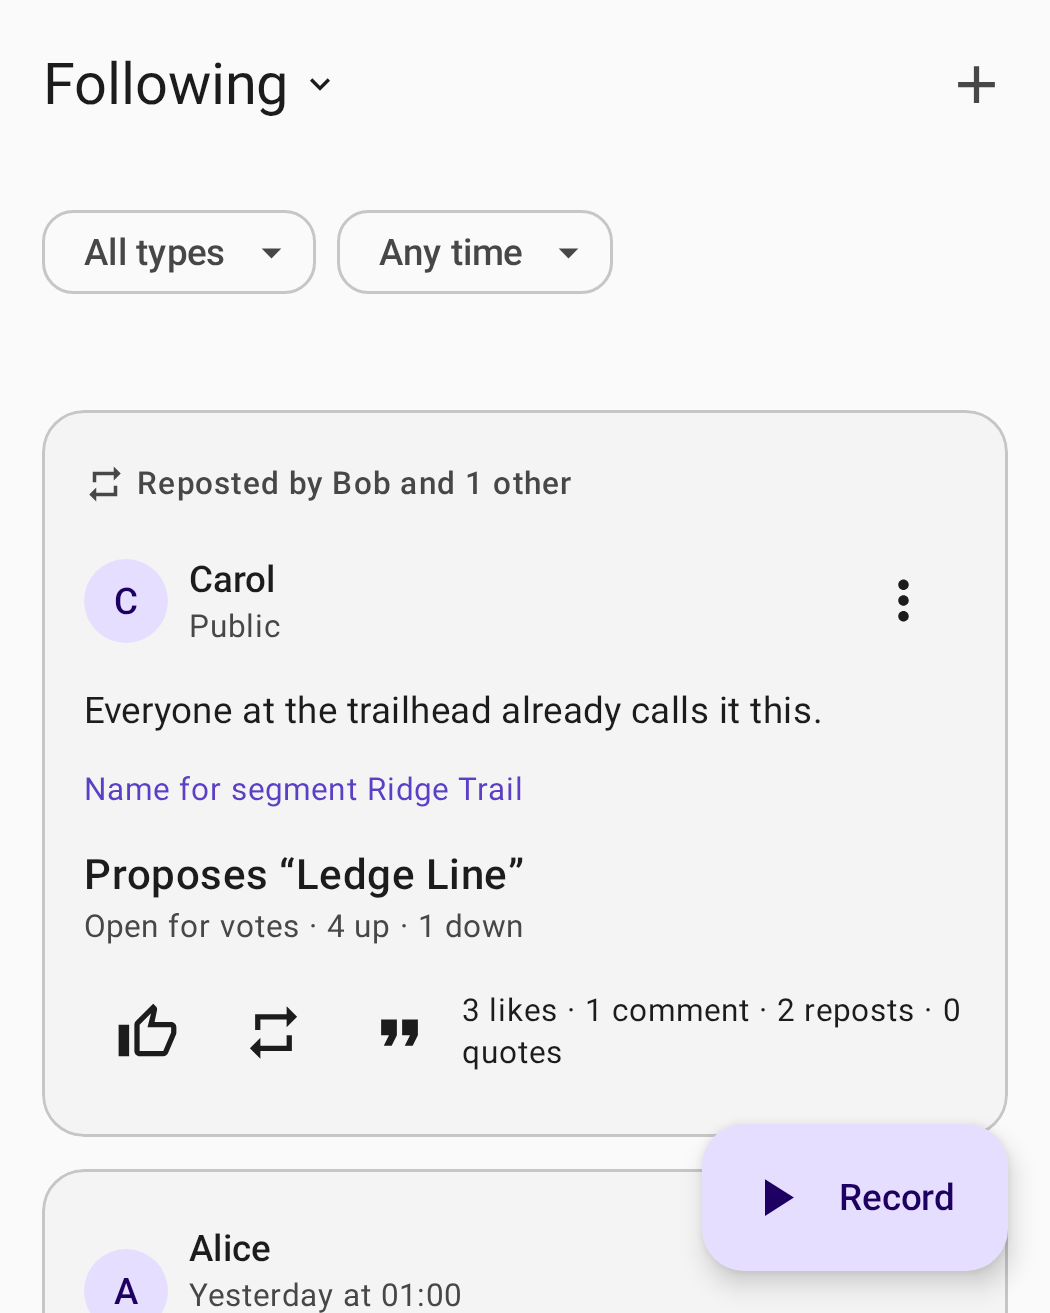 Following
All types
Any time
Reposted by Bob and 1 other
C
Carol
Public
Everyone at the trailhead already calls it this.
Name for segment Ridge Trail
Proposes “Ledge Line”
Open for votes · 4 up · 1 down
3 likes · 1 comment · 2 reposts · 0
quotes
Record
A
Alice
Yesterday at 01:00